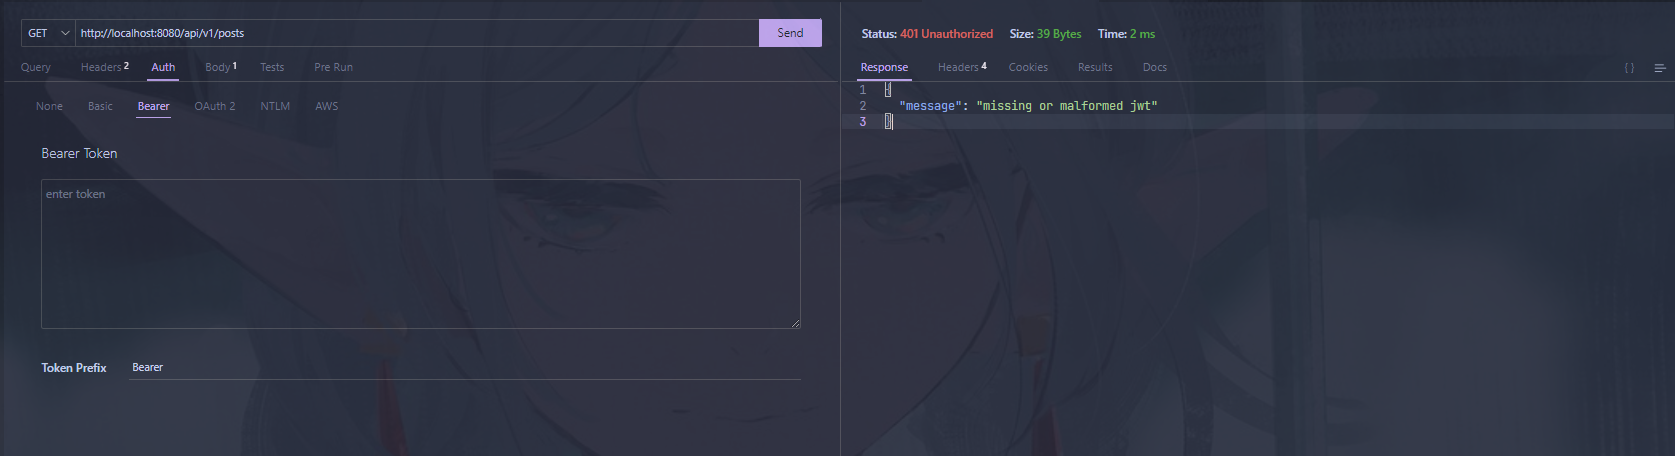 GET http://localhost:8080/api/v1/posts Send
Query Headers 2 Auth Body 1 Tests Pre Run
None Basic Bearer OAuth 2 NTLM AWS
Bearer Token
enter token
Token Prefix Bearer
Status: 401 Unauthorized Size: 39 Bytes Time: 2 ms
Response Headers 4 Cookies Results Docs { }
1 {
2 "message": "missing or malformed jwt"
3 }